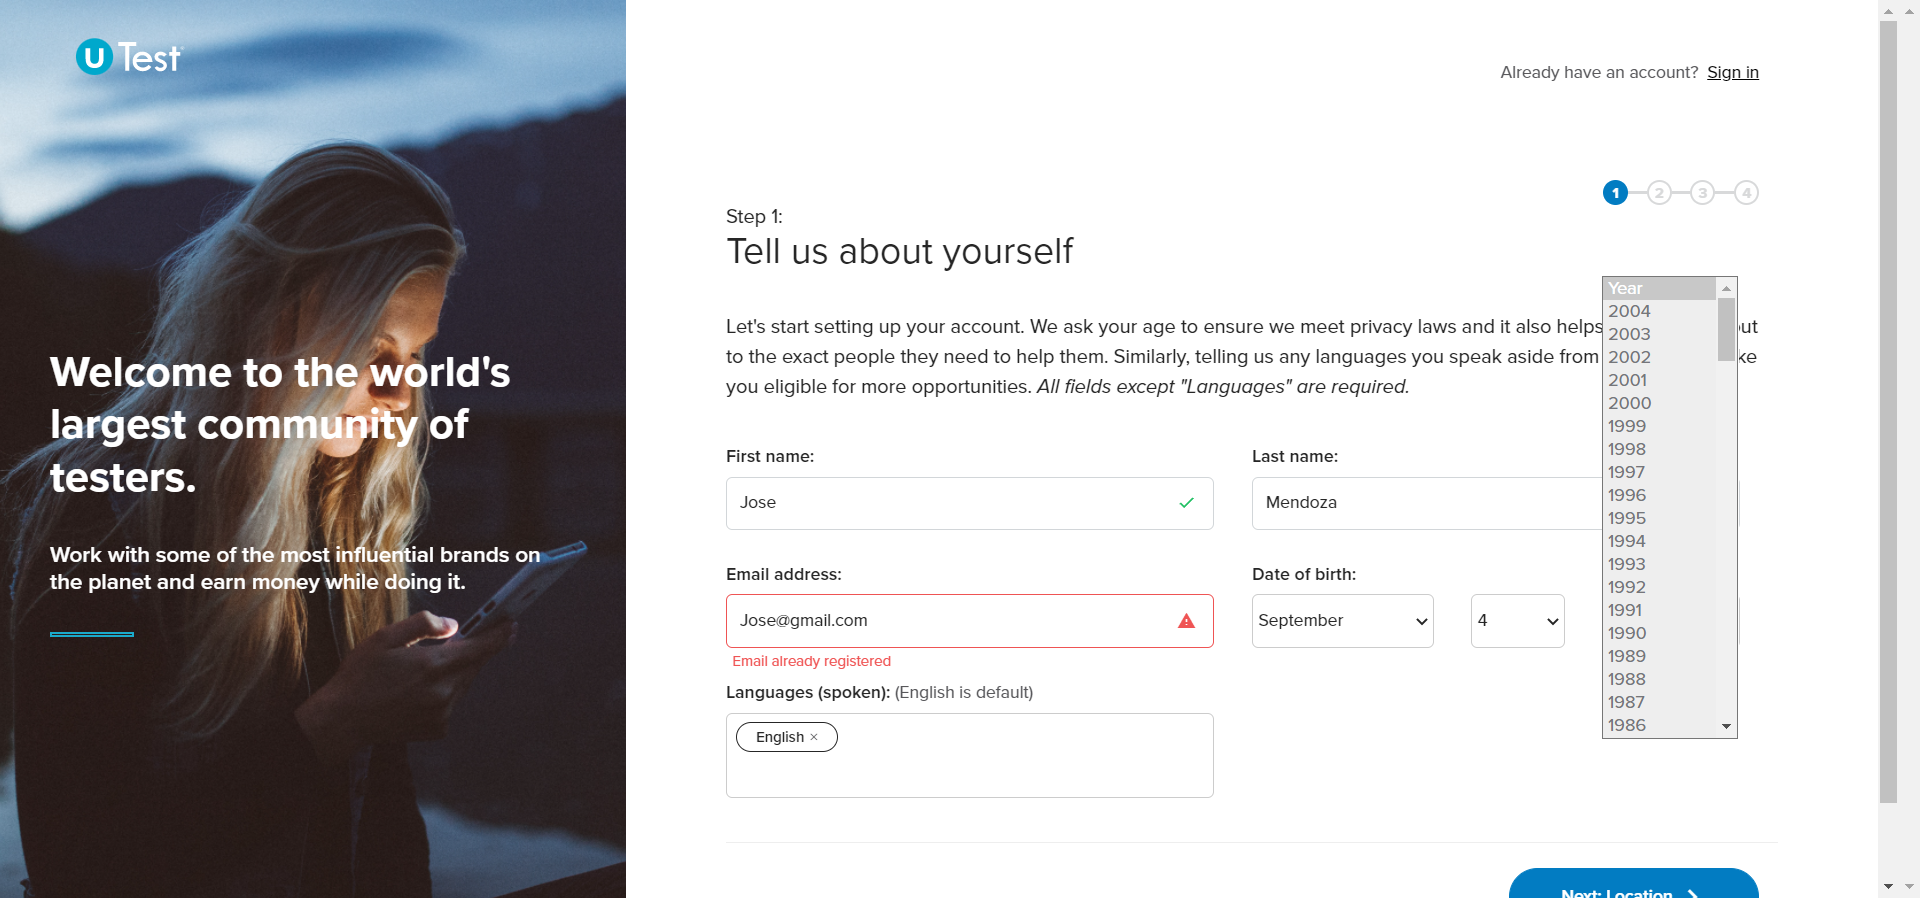 U Test
Already have an account? Sign in
1 2 3 4
Step 1:
Tell us about yourself
Let's start setting up your account. We ask your age to ensure we meet privacy laws and it also helps
to the exact people they need to help them. Similarly, telling us any languages you speak aside from
you eligible for more opportunities. All fields except "Languages" are required.
Welcome to the world's
largest community of
testers.
Work with some of the most influential brands on
the planet and earn money while doing it.
First name:
Jose
Last name:
Mendoza
Email address:
Jose@gmail.com
Email already registered
Date of birth:
September
4
Year
2004
2003
2002
2001
2000
1999
1998
1997
1996
1995
1994
1993
1992
1991
1990
1989
1988
1987
1986
Languages (spoken): (English is default)
English ×
Next: Location